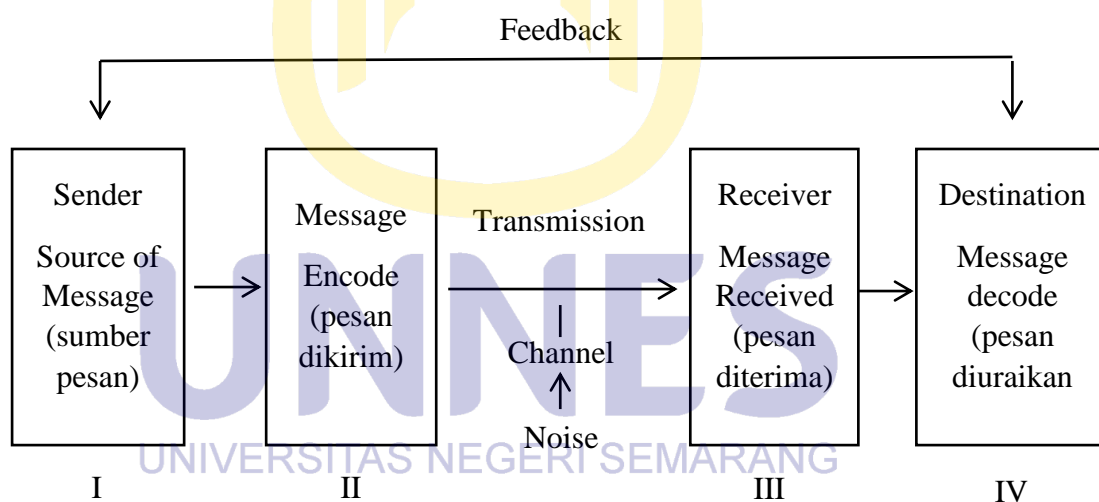 Feedback
Sender
Source of
Message
(sumber
pesan)
Message
Encode
(pesan
dikirim)
Transmission
Channel
Noise
Receiver
Message
Received
(pesan
diterima)
Destination
Message
decode
(pesan
diuraikan
UNNES
UNIVERSITAS NEGERI SEMARANG
I
II
III
IV